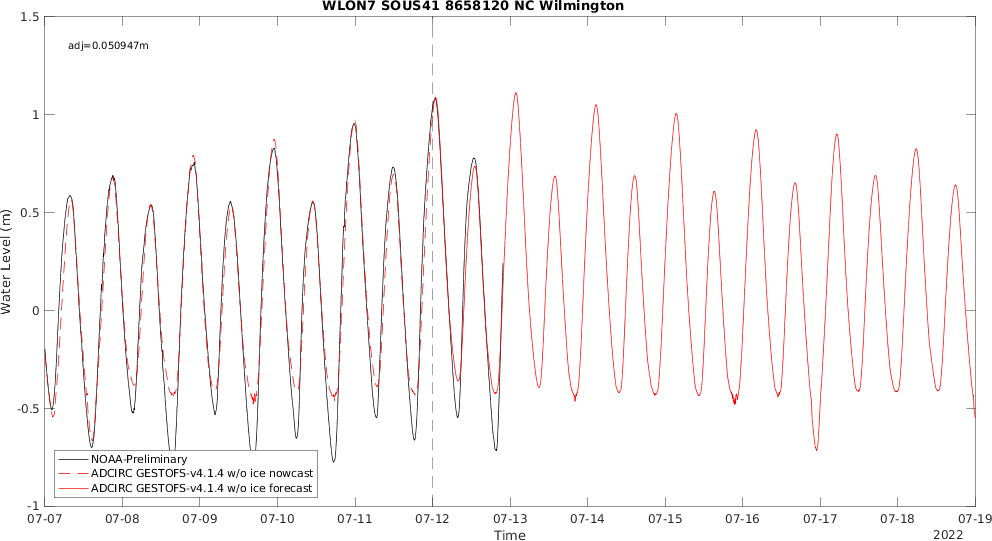 WLON7 SOUS41 8658120 NC Wilmington
adj=0.050947m
1.5
1
0.5
0
-0.5
-1
Water Level (m)
NOAA-Preliminary
ADCIRC GESTOFS-v4.1.4 w/o ice nowcast
ADCIRC GESTOFS-v4.1.4 w/o ice forecast
07-07 07-08 07-09 07-10 07-11 07-12 07-13 07-14 07-15 07-16 07-17 07-18 07-19
Time
2022